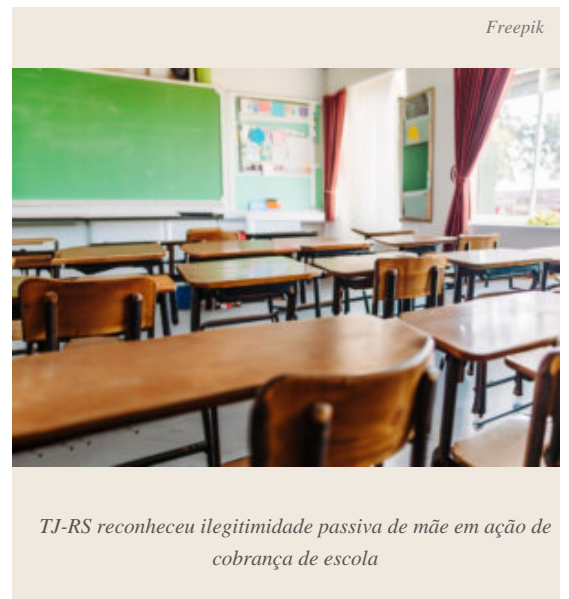 Freepik
TJ-RS reconheceu ilegitimidade passiva de mãe em ação de
cobrança de escola